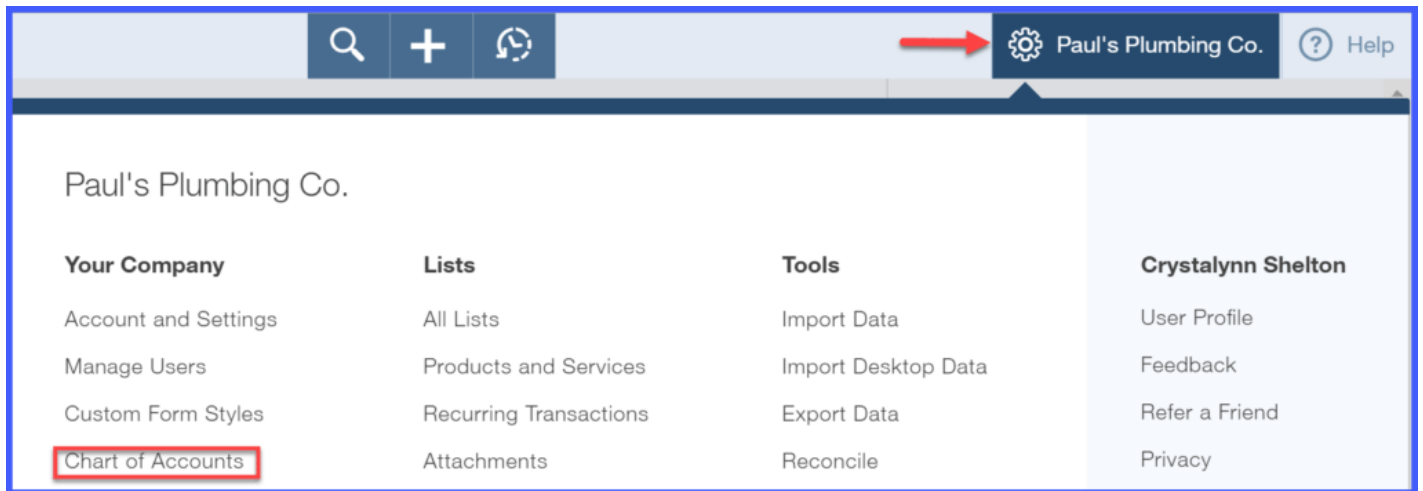 Paul's Plumbing Co.
Help
Paul's Plumbing Co.
Your Company
Account and Settings
Manage Users
Custom Form Styles
Chart of Accounts
Lists
All Lists
Products and Services
Recurring Transactions
Attachments
Tools
Import Data
Import Desktop Data
Export Data
Reconcile
Crystalynn Shelton
User Profile
Feedback
Refer a Friend
Privacy